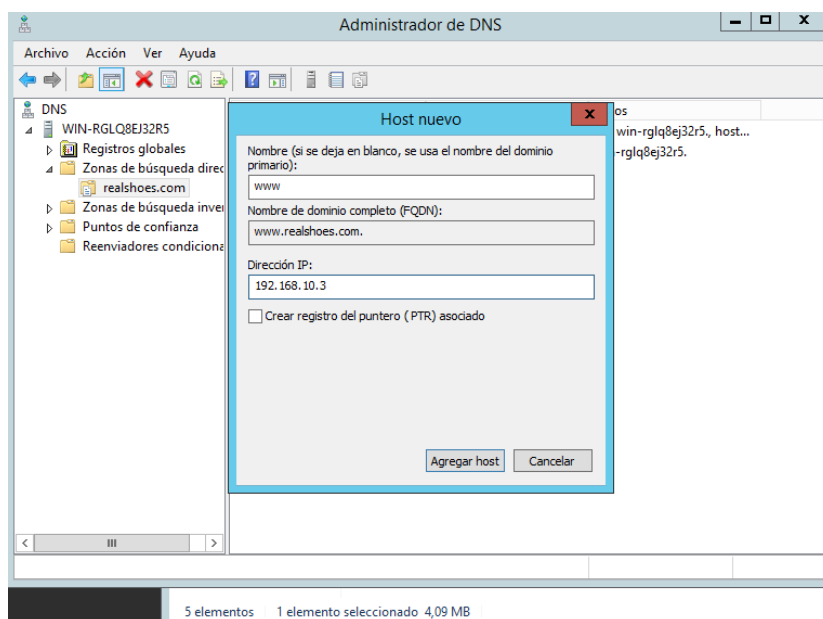 Administrador de DNS
Archivo Acción Ver Ayuda
DNS
WIN-RGLQ8EJ32R5
Registros globales
Zonas de búsqueda direc
realshoes.com
Zonas de búsqueda inver
Puntos de confianza
Reenviadores condiciona
os
win-rglq8ej32r5., host...
-rglq8ej32r5.
Host nuevo
Nombre (si se deja en blanco, se usa el nombre del dominio
primario):
www
Nombre de dominio completo (FQDN):
www.realshoes.com.
Dirección IP:
192.168.10.3
Crear registro del puntero (PTR) asociado
Agregar host Cancelar
5 elementos 1 elemento seleccionado 4,09 MB